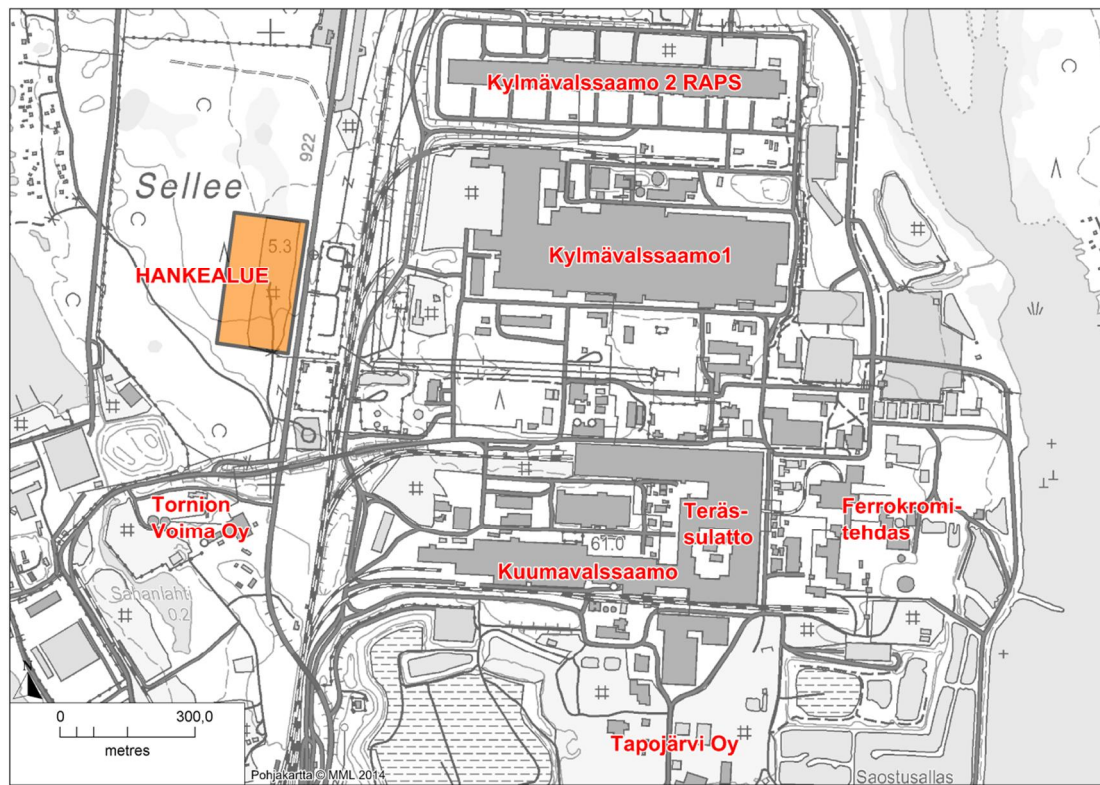 Kylmävalssaamo 2 RAPS
922
Sellee
5.3
HANKEALUE
Kylmävalssaamo1
Tornion
Voima Oy
Teräs-
sulatto
Ferrokromi-
tehdas
61.0
Kuumavalssaamo
Sahanlahti
0.2
N
0 300,0
metres
Tapojärvi Oy
Pohjakartta © MML 2014
Saostusallas